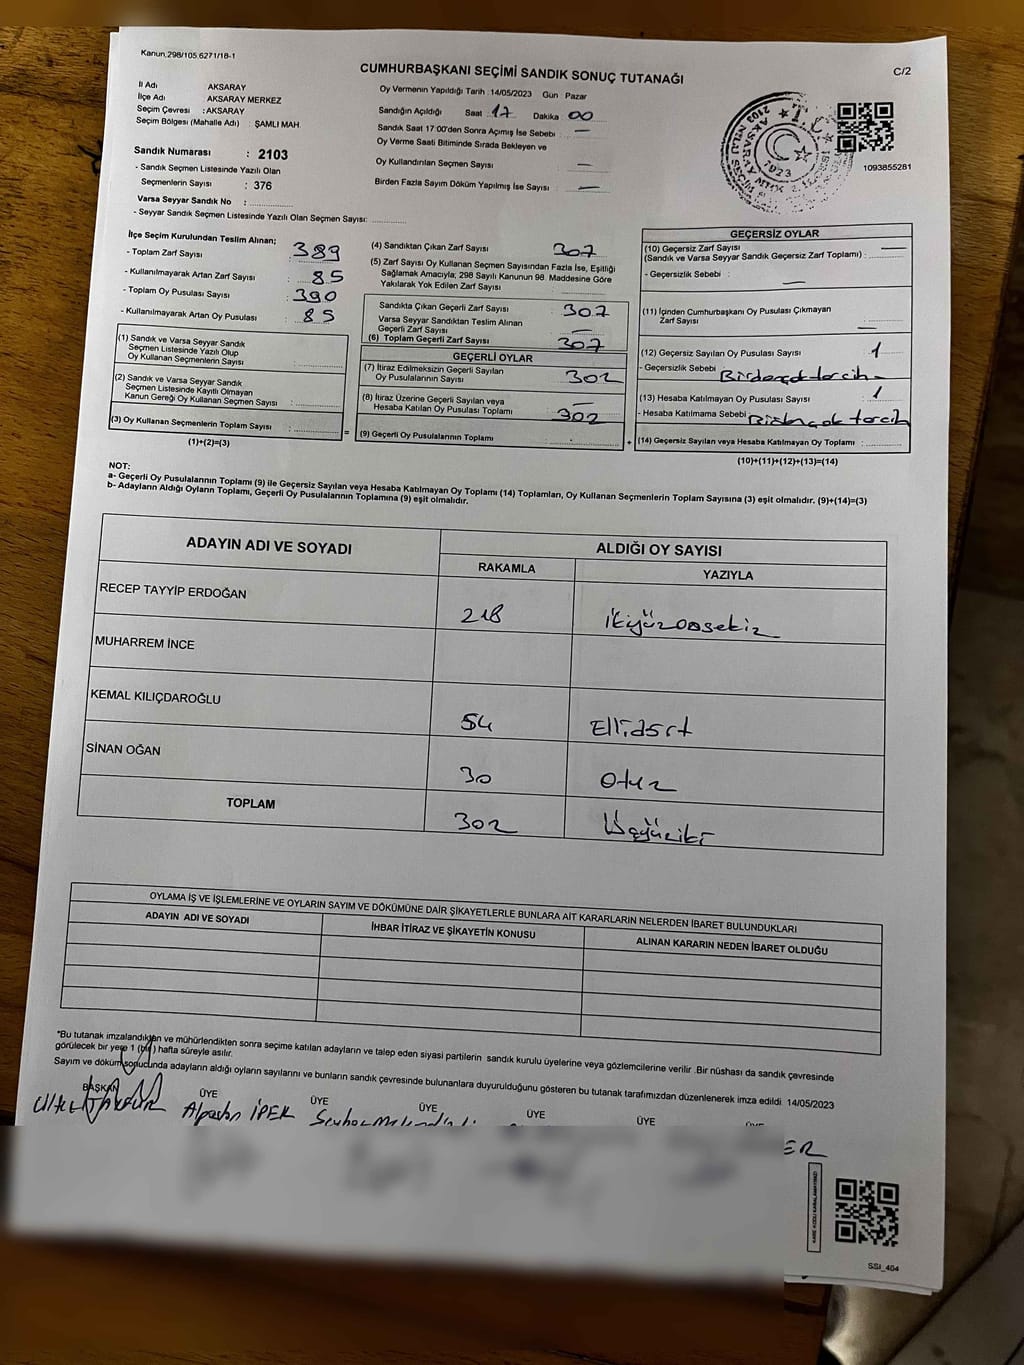 Kanun:298/105,6271/18-1
CUMHURBAŞKANI SEÇİMİ SANDIK SONUÇ TUTANAĞI
C/2
İl Adı AKSARAY
İlçe Adı AKSARAY MERKEZ
Seçim Çevresi : AKSARAY
Seçim Bölgesi (Mahalle Adı) : ŞAMLI MAH.
Sandık Numarası : 2103
- Sandık Seçmen Listesinde Yazılı Olan
Seçmenlerin Sayısı : 376
Varsa Seyyar Sandık No :
- Seyyar Sandık Seçmen Listesinde Yazılı Olan Seçmen Sayısı:
Oy Vermenin Yapıldığı Tarih : 14/05/2023 Gün Pazar
Sandığın Açıldığı Saat : 17 Dakika 00
Sandık Saat 17:00'den Sonra Açımış İse Sebebi : —
Oy Verme Saati Bitiminde Sırada Bekleyen ve
Oy Kullandırılan Seçmen Sayısı —
Birden Fazla Sayım Döküm Yapılmış İse Sayısı : —
T.C.
1923
1093855281
İlçe Seçim Kurulundan Teslim Alınan;
- Toplam Zarf Sayısı : 389
- Kullanılmayarak Artan Zarf Sayısı : 85
- Toplam Oy Pusulası Sayısı : 390
- Kullanılmayarak Artan Oy Pusulası : 85
(1) Sandık ve Varsa Seyyar Sandık
Seçmen Listesinde Yazılı Olup
Oy Kullanan Seçmenlerin Sayısı :
(2) Sandık ve Varsa Seyyar Sandık
Seçmen Listesinde Kayıtlı Olmayan
Kanun Gereği Oy Kullanan Seçmen Sayısı :
(3) Oy Kullanan Seçmenlerin Toplam Sayısı :
(1)+(2)=(3)
=
(4) Sandıktan Çıkan Zarf Sayısı 307
(5) Zarf Sayısı Oy Kullanan Seçmen Sayısından Fazla İse, Eşitliği
Sağlamak Amacıyla; 298 Sayılı Kanunun 98. Maddesine Göre
Yakılarak Yok Edilen Zarf Sayısı :
Sandıkta Çıkan Geçerli Zarf Sayısı : 307
Varsa Seyyar Sandıktan Teslim Alınan
Geçerli Zarf Sayısı : —
(6) Toplam Geçerli Zarf Sayısı : 307
GEÇERLİ OYLAR
(7) İtiraz Edilmeksizin Geçerli Sayılan
Oy Pusulalarının Sayısı : 302
(8) İtiraz Üzerine Geçerli Sayılan veya —
Hesaba Katılan Oy Pusulası Toplamı : 302
(9) Geçerli Oy Pusulalarının Toplamı :
+
GEÇERSİZ OYLAR
(10) Geçersiz Zarf Sayısı —
(Sandık ve Varsa Seyyar Sandık Geçersiz Zarf Toplamı) :
- Geçersizlik Sebebi : —
(11) İçinden Cumhurbaşkanı Oy Pusulası Çıkmayan
Zarf Sayısı : —
(12) Geçersiz Sayılan Oy Pusulası Sayısı : 1
- Geçersizlik Sebebi : Birdençok tercih
(13) Hesaba Katılmayan Oy Pusulası Sayısı : 1
- Hesaba Katılmama Sebebi : Birdençok tercih
(14) Geçersiz Sayılan veya Hesaba Katılmayan Oy Toplamı :
(10)+(11)+(12)+(13)=(14)
NOT:
a- Geçerli Oy Pusulalarının Toplamı (9) ile Geçersiz Sayılan veya Hesaba Katılmayan Oy Toplamı (14) Toplamları, Oy Kullanan Seçmenlerin Toplam Sayısına (3) eşit olmalıdır. (9)+(14)=(3)
b- Adayların Aldığı Oyların Toplamı, Geçerli Oy Pusulalarının Toplamına (9) eşit olmalıdır.
ADAYIN ADI VE SOYADI
ALDIĞI OY SAYISI
RAKAMLA YAZIYLA
RECEP TAYYİP ERDOĞAN 218 İkiyüzonsekiz
MUHARREM İNCE
KEMAL KILIÇDAROĞLU 54 Ellidört
SİNAN OĞAN 30 Otuz
TOPLAM 302 Üçyüziki
OYLAMA İŞ VE İŞLEMLERİNE VE OYLARIN SAYIM VE DÖKÜMÜNE DAİR ŞİKAYETLERLE BUNLARA AİT KARARLARIN NELERDEN İBARET BULUNDUKLARI
ADAYIN ADI VE SOYADI İHBAR İTİRAZ VE ŞİKAYETİN KONUSU ALINAN KARARIN NEDEN İBARET OLDUĞU
*Bu tutanak imzalandıkten ve mühürlendikten sonra seçime katılan adayların ve talep eden siyasi partilerin sandık kurulu üyelerine veya gözlemcilerine verilir .Bir nüshası da sandık çevresinde
görülecek bir yere 1 (bir) hafta süreyle asılır.
Sayım ve döküm sonucunda adayların aldığı oyların sayılarını ve bunların sandık çevresinde bulunanlara duyurulduğunu gösteren bu tutanak tarafımızdan düzenlenerek imza edildi 14/05/2023
BAŞKAN ÜYE ÜYE ÜYE ÜYE ÜYE
Alpaslan İPEK
SSI_404